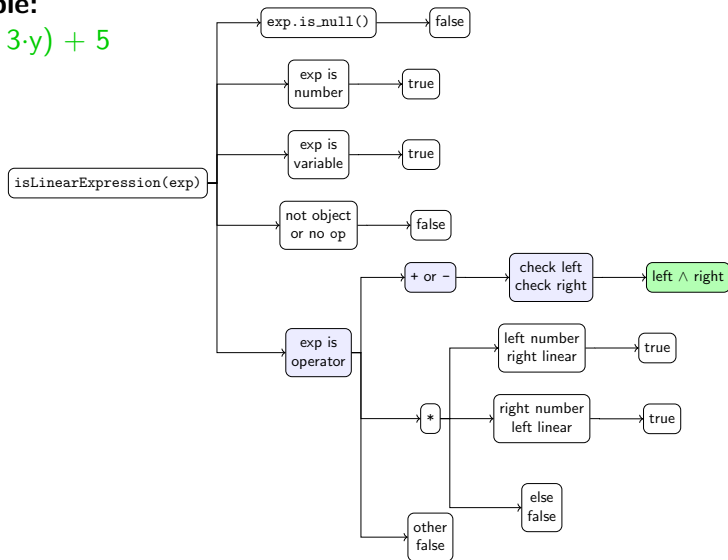 ble:
3·y) + 5
exp.is_null()
false
exp is
number
true
exp is
variable
true
isLinearExpression(exp)
not object
or no op
false
+ or -
check left
check right
left ∧ right
exp is
operator
left number
right linear
true
*
right number
left linear
true
else
false
other
false